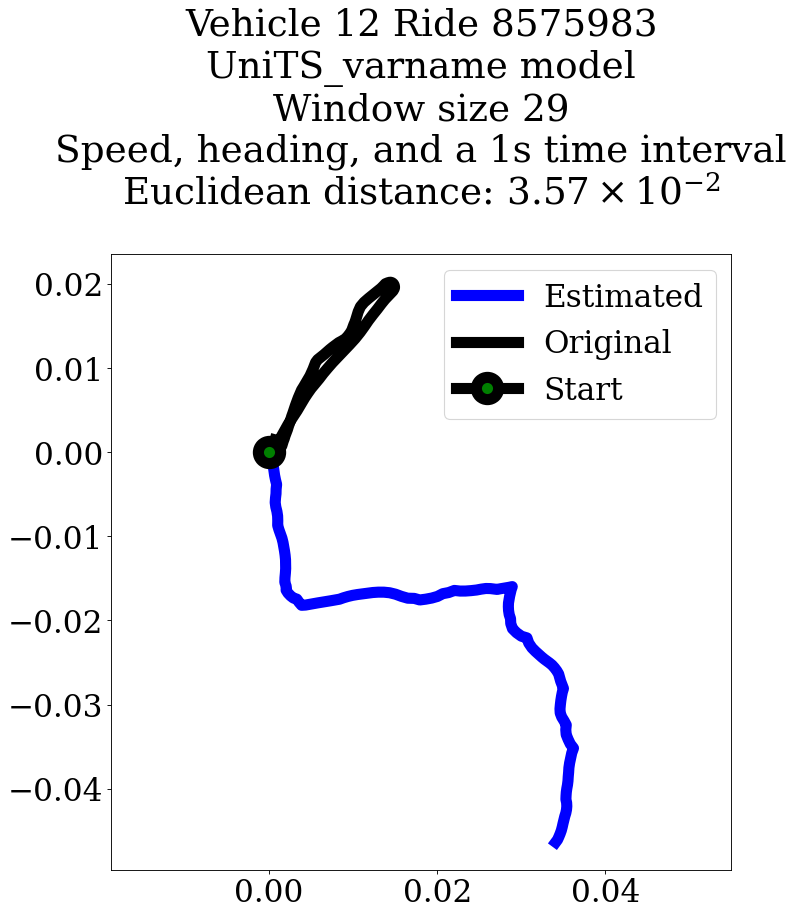 Vehicle 12 Ride 8575983
UniTS_varname model
Window size 29
Speed, heading, and a 1s time interval
Euclidean distance: 3.57 × 10⁻²
Estimated
Original
Start
0.02
0.01
0.00
−0.01
−0.02
−0.03
−0.04
0.00 0.02 0.04